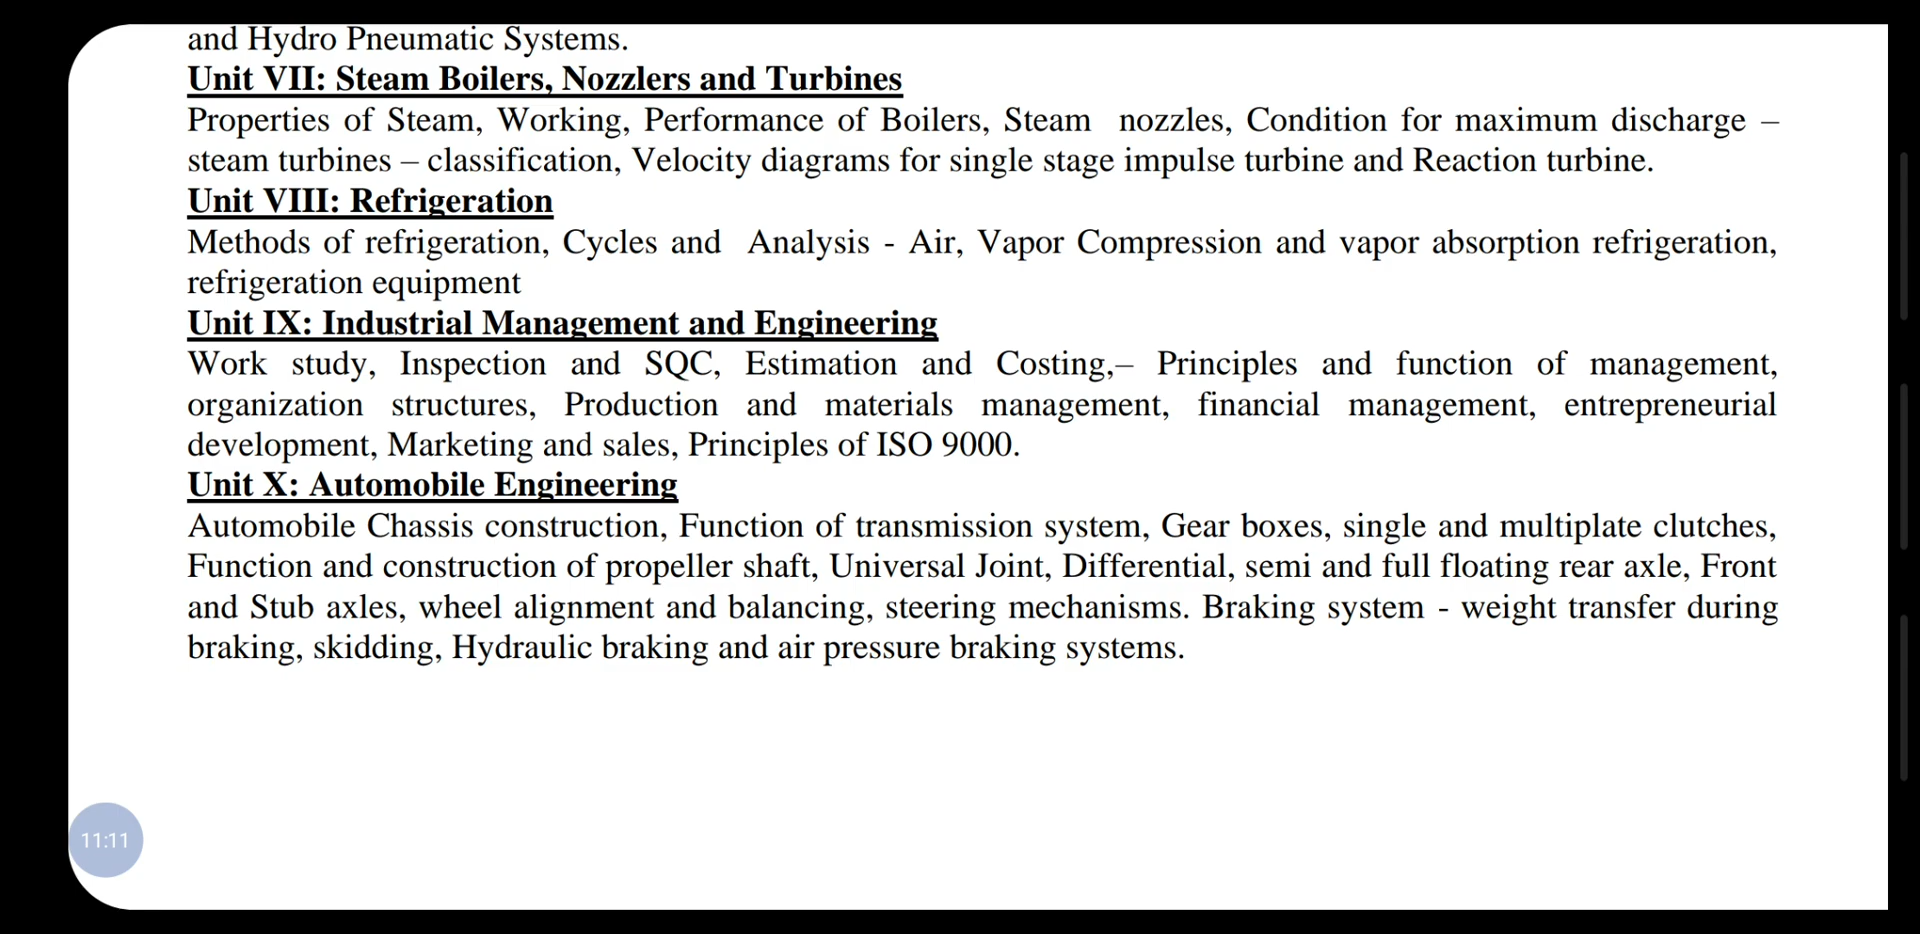 and Hydro Pneumatic Systems.
Unit VII: Steam Boilers, Nozzlers and Turbines
Properties of Steam, Working, Performance of Boilers, Steam nozzles, Condition for maximum discharge –
steam turbines – classification, Velocity diagrams for single stage impulse turbine and Reaction turbine.
Unit VIII: Refrigeration
Methods of refrigeration, Cycles and Analysis - Air, Vapor Compression and vapor absorption refrigeration,
refrigeration equipment
Unit IX: Industrial Management and Engineering
Work study, Inspection and SQC, Estimation and Costing,– Principles and function of management,
organization structures, Production and materials management, financial management, entrepreneurial
development, Marketing and sales, Principles of ISO 9000.
Unit X: Automobile Engineering
Automobile Chassis construction, Function of transmission system, Gear boxes, single and multiplate clutches,
Function and construction of propeller shaft, Universal Joint, Differential, semi and full floating rear axle, Front
and Stub axles, wheel alignment and balancing, steering mechanisms. Braking system - weight transfer during
braking, skidding, Hydraulic braking and air pressure braking systems.
11:11